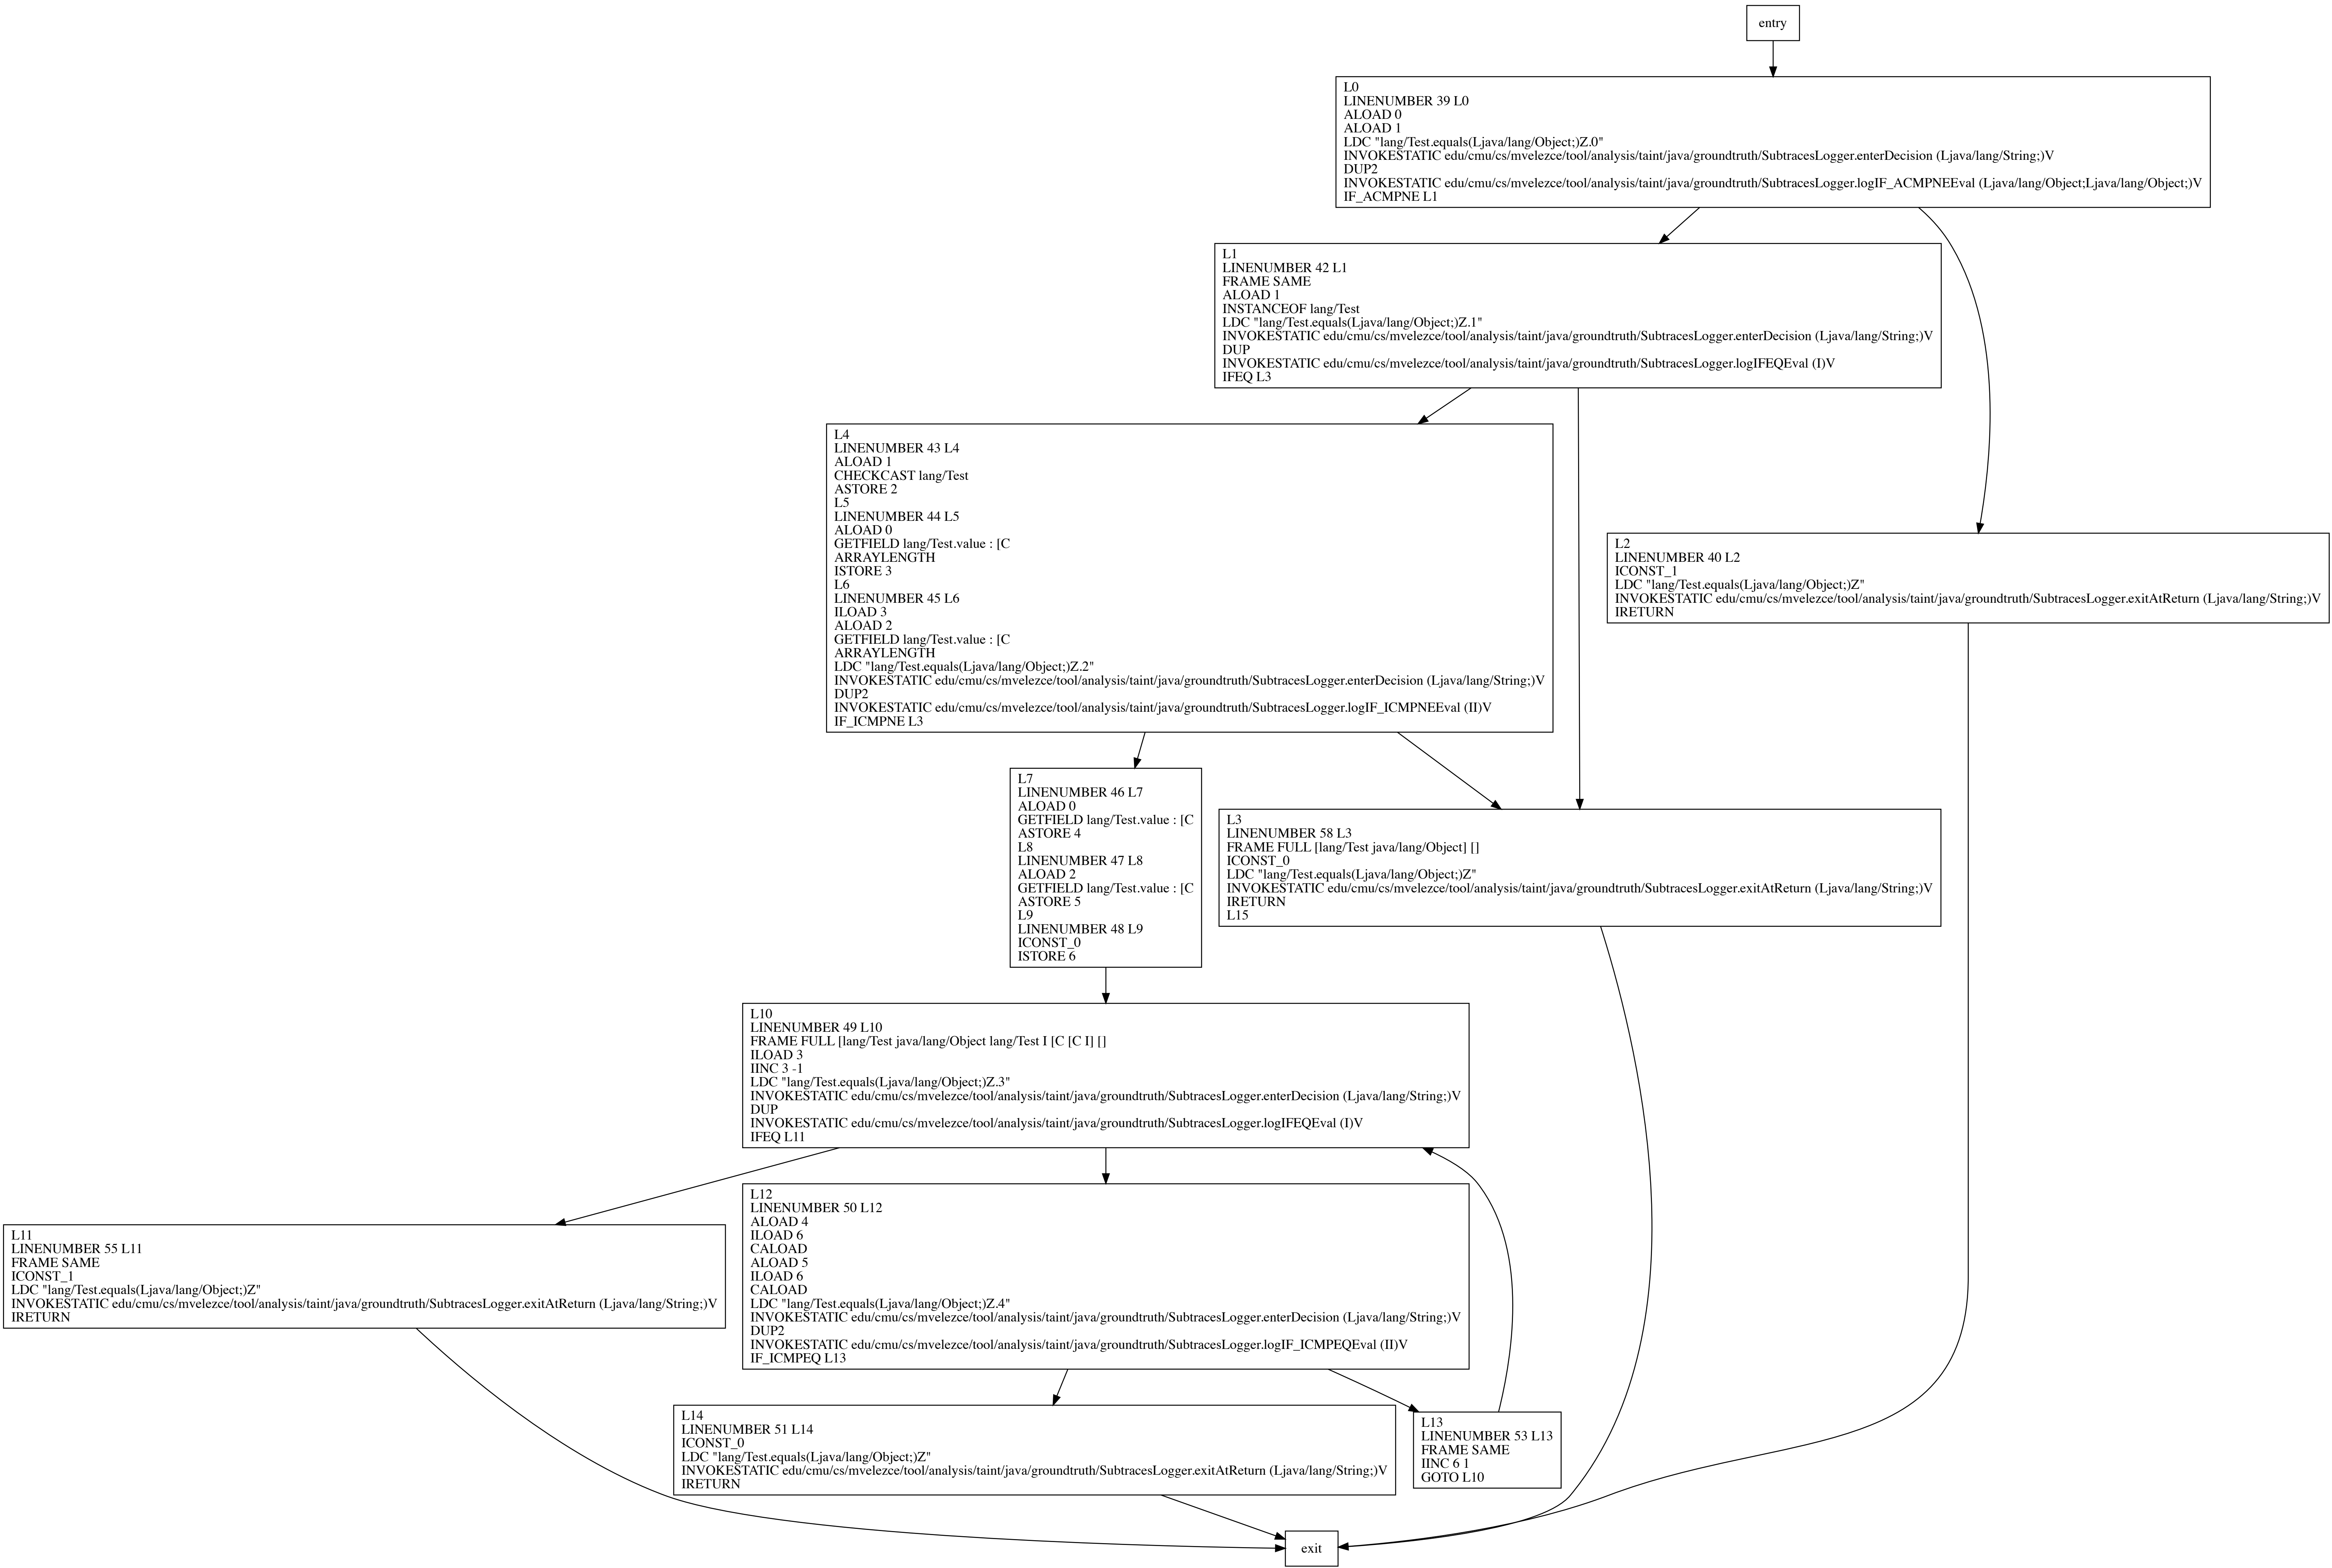 entry
L0
LINENUMBER 39 L0
ALOAD 0
ALOAD 1
LDC "lang/Test.equals(Ljava/lang/Object;)Z.0"
INVOKESTATIC edu/cmu/cs/mvelezce/tool/analysis/taint/java/groundtruth/SubtracesLogger.enterDecision (Ljava/lang/String;)V
DUP2
INVOKESTATIC edu/cmu/cs/mvelezce/tool/analysis/taint/java/groundtruth/SubtracesLogger.logIF_ACMPNEEval (Ljava/lang/Object;Ljava/lang/Object;)V
IF_ACMPNE L1
L1
LINENUMBER 42 L1
FRAME SAME
ALOAD 1
INSTANCEOF lang/Test
LDC "lang/Test.equals(Ljava/lang/Object;)Z.1"
INVOKESTATIC edu/cmu/cs/mvelezce/tool/analysis/taint/java/groundtruth/SubtracesLogger.enterDecision (Ljava/lang/String;)V
DUP
INVOKESTATIC edu/cmu/cs/mvelezce/tool/analysis/taint/java/groundtruth/SubtracesLogger.logIFEQEval (I)V
IFEQ L3
L4
LINENUMBER 43 L4
ALOAD 1
CHECKCAST lang/Test
ASTORE 2
L5
LINENUMBER 44 L5
ALOAD 0
GETFIELD lang/Test.value : [C
ARRAYLENGTH
ISTORE 3
L6
LINENUMBER 45 L6
ILOAD 3
ALOAD 2
GETFIELD lang/Test.value : [C
ARRAYLENGTH
LDC "lang/Test.equals(Ljava/lang/Object;)Z.2"
INVOKESTATIC edu/cmu/cs/mvelezce/tool/analysis/taint/java/groundtruth/SubtracesLogger.enterDecision (Ljava/lang/String;)V
DUP2
INVOKESTATIC edu/cmu/cs/mvelezce/tool/analysis/taint/java/groundtruth/SubtracesLogger.logIF_ICMPNEEval (II)V
IF_ICMPNE L3
L2
LINENUMBER 40 L2
ICONST_1
LDC "lang/Test.equals(Ljava/lang/Object;)Z"
INVOKESTATIC edu/cmu/cs/mvelezce/tool/analysis/taint/java/groundtruth/SubtracesLogger.exitAtReturn (Ljava/lang/String;)V
IRETURN
L7
LINENUMBER 46 L7
ALOAD 0
GETFIELD lang/Test.value : [C
ASTORE 4
L8
LINENUMBER 47 L8
ALOAD 2
GETFIELD lang/Test.value : [C
ASTORE 5
L9
LINENUMBER 48 L9
ICONST_0
ISTORE 6
L3
LINENUMBER 58 L3
FRAME FULL [lang/Test java/lang/Object] []
ICONST_0
LDC "lang/Test.equals(Ljava/lang/Object;)Z"
INVOKESTATIC edu/cmu/cs/mvelezce/tool/analysis/taint/java/groundtruth/SubtracesLogger.exitAtReturn (Ljava/lang/String;)V
IRETURN
L15
L10
LINENUMBER 49 L10
FRAME FULL [lang/Test java/lang/Object lang/Test I [C [C I] []
ILOAD 3
IINC 3 -1
LDC "lang/Test.equals(Ljava/lang/Object;)Z.3"
INVOKESTATIC edu/cmu/cs/mvelezce/tool/analysis/taint/java/groundtruth/SubtracesLogger.enterDecision (Ljava/lang/String;)V
DUP
INVOKESTATIC edu/cmu/cs/mvelezce/tool/analysis/taint/java/groundtruth/SubtracesLogger.logIFEQEval (I)V
IFEQ L11
L11
LINENUMBER 55 L11
FRAME SAME
ICONST_1
LDC "lang/Test.equals(Ljava/lang/Object;)Z"
INVOKESTATIC edu/cmu/cs/mvelezce/tool/analysis/taint/java/groundtruth/SubtracesLogger.exitAtReturn (Ljava/lang/String;)V
IRETURN
L12
LINENUMBER 50 L12
ALOAD 4
ILOAD 6
CALOAD
ALOAD 5
ILOAD 6
CALOAD
LDC "lang/Test.equals(Ljava/lang/Object;)Z.4"
INVOKESTATIC edu/cmu/cs/mvelezce/tool/analysis/taint/java/groundtruth/SubtracesLogger.enterDecision (Ljava/lang/String;)V
DUP2
INVOKESTATIC edu/cmu/cs/mvelezce/tool/analysis/taint/java/groundtruth/SubtracesLogger.logIF_ICMPEQEval (II)V
IF_ICMPEQ L13
L14
LINENUMBER 51 L14
ICONST_0
LDC "lang/Test.equals(Ljava/lang/Object;)Z"
INVOKESTATIC edu/cmu/cs/mvelezce/tool/analysis/taint/java/groundtruth/SubtracesLogger.exitAtReturn (Ljava/lang/String;)V
IRETURN
L13
LINENUMBER 53 L13
FRAME SAME
IINC 6 1
GOTO L10
exit